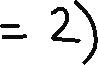 = 2)